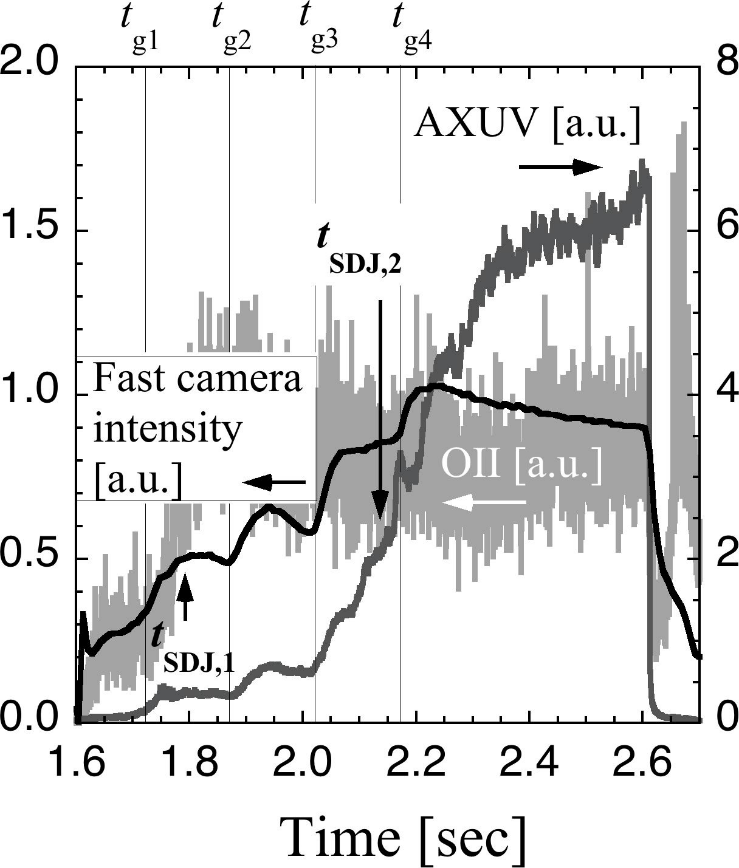 t g1 t g2 t g3 t g4
2.0 8
AXUV [a.u.]
1.5 6
t SDJ,2
Fast camera
intensity
[a.u.]
1.0 4
OII [a.u.]
0.5 2
t SDJ,1
0.0 0
1.6 1.8 2.0 2.2 2.4 2.6
Time [sec]